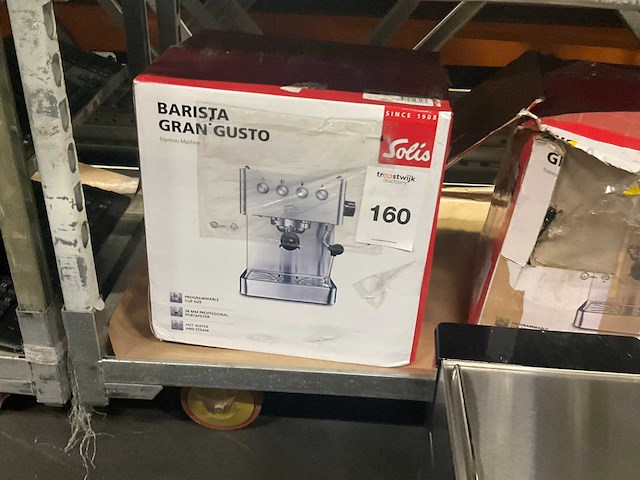 BARISTA
GRAN GUSTO
Espresso Machine
SINCE 1908
Solis
troostwijk
auctions
160
PROGRAMMABLE
CUP SIZE
58 MM PROFESSIONAL
PORTAFILTER
HOT WATER
AND STEAM